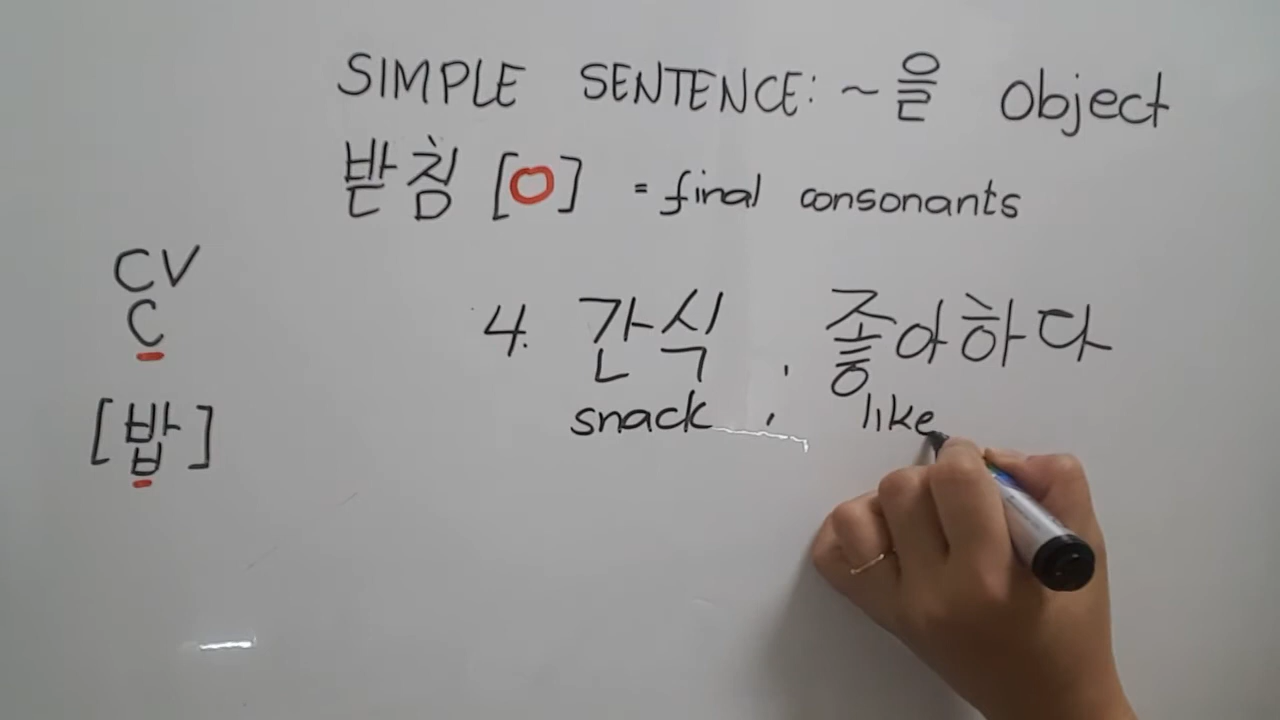 SIMPLE SENTENCE: ~을 Object
받침 [O] = final consonants
CV
C
[밥]
4. 간식 , 좋아하다
snack , like